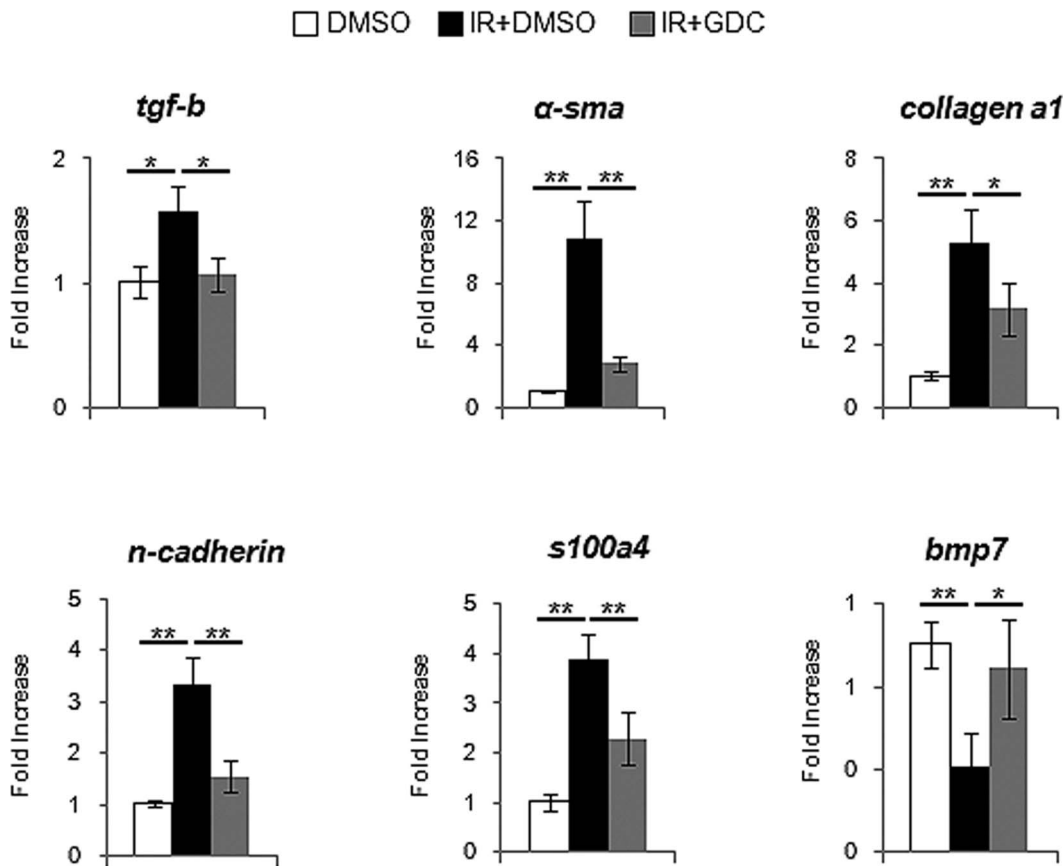 DMSO IR+DMSO IR+GDC
tgf-b
* *
2
1
0
Fold Increase
α-sma
** **
16
12
8
4
0
Fold Increase
collagen a1
** *
8
6
4
2
0
Fold Increase
n-cadherin
** **
5
4
3
2
1
0
Fold Increase
s100a4
** **
5
4
3
2
1
0
Fold Increase
bmp7
** *
1
1
0
0
Fold Increase